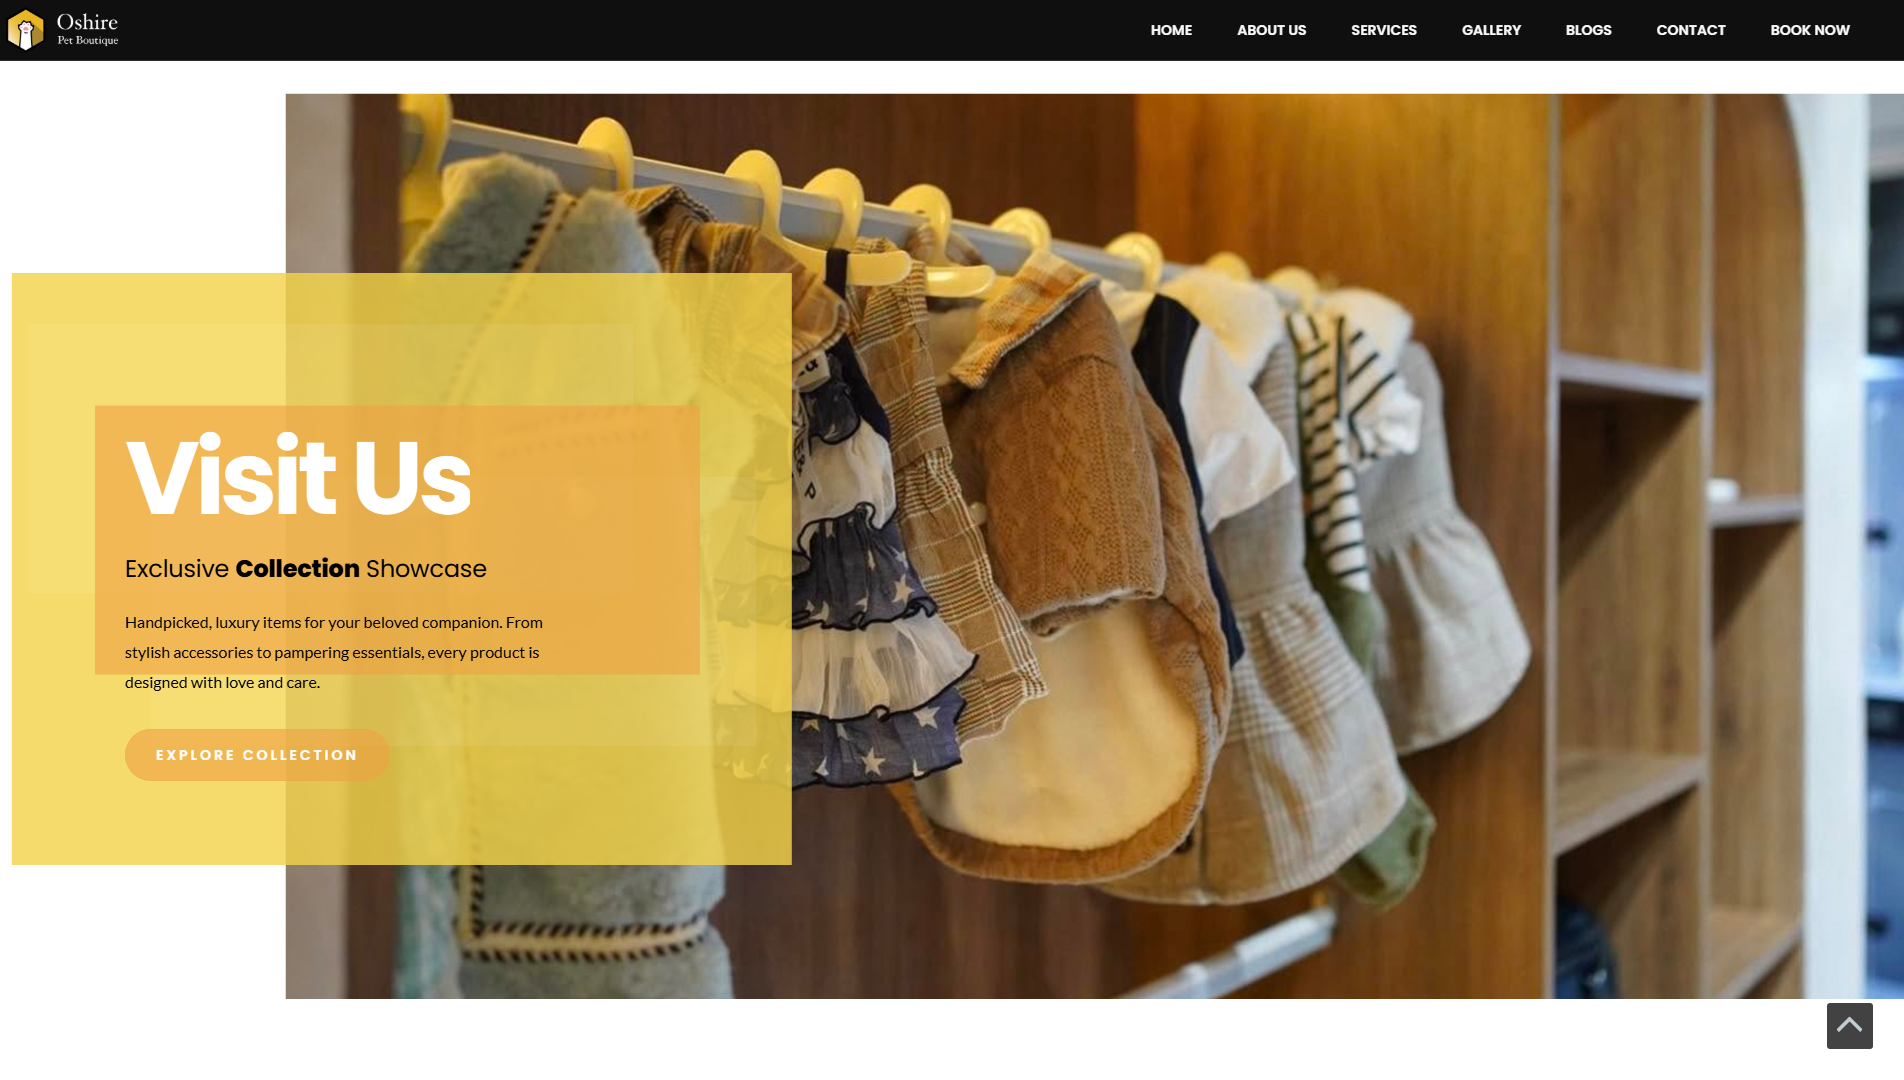 Oshire
Pet Boutique
HOME ABOUT US SERVICES GALLERY BLOGS CONTACT BOOK NOW
Visit Us
Exclusive Collection Showcase
Handpicked, luxury items for your beloved companion. From
stylish accessories to pampering essentials, every product is
designed with love and care.
EXPLORE COLLECTION